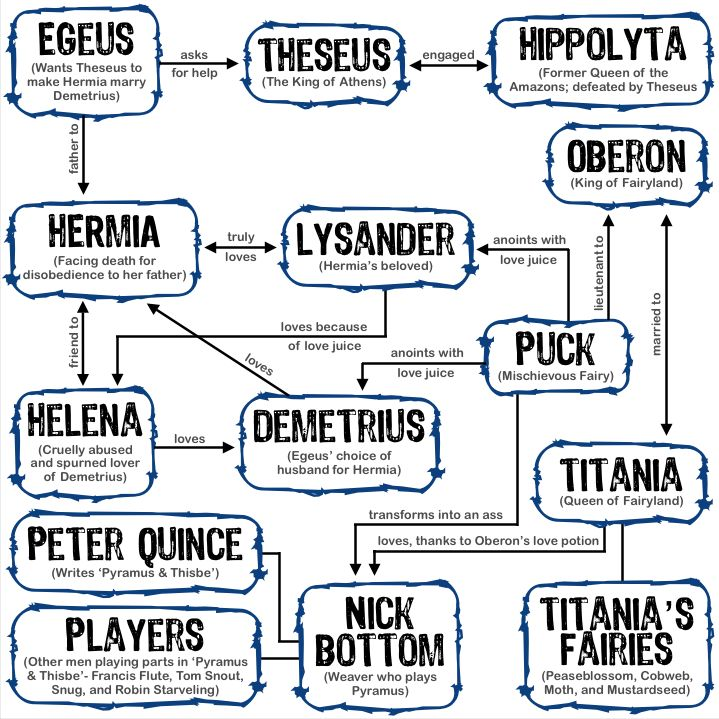 EGEUS
(Wants Theseus to
make Hermia marry
Demetrius)
asks
for help
THESEUS
(The King of Athens)
engaged
HIPPOLYTA
(Former Queen of the
Amazons; defeated by Theseus
father to
OBERON
(King of Fairyland)
HERMIA
(Facing death for
disobedience to her father)
truly
loves
LYSANDER
(Hermia's beloved)
anoints with
love juice
lieutenant to
married to
friend to
loves because
of love juice
loves
anoints with
love juice
PUCK
(Mischievous Fairy)
HELENA
(Cruelly abused
and spurned lover
of Demetrius)
loves
DEMETRIUS
(Egeus' choice of
husband for Hermia)
TITANIA
(Queen of Fairyland)
transforms into an ass
loves, thanks to Oberon's love potion
PETER QUINCE
(Writes 'Pyramus & Thisbe')
PLAYERS
(Other men playing parts in 'Pyramus
& Thisbe'- Francis Flute, Tom Snout,
Snug, and Robin Starveling)
NICK
BOTTOM
(Weaver who plays
Pyramus)
TITANIA'S
FAIRIES
(Peaseblossom, Cobweb,
Moth, and Mustardseed)